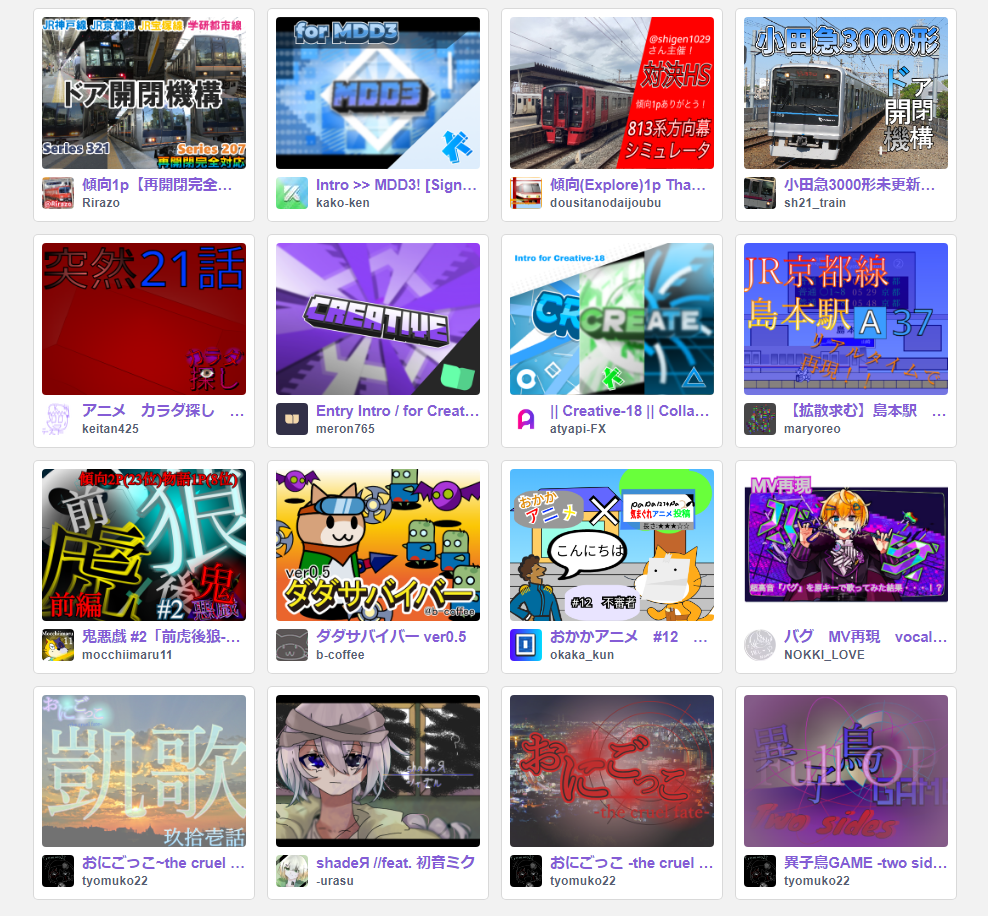 JR神戸線 JR京都線 JR宝塚線 学研都市線
ドア開閉機構
Series 321
Series 207
再開閉完全対応
@Rirazo
傾向1p【再開閉完全...
Rirazo
for MDD3
MDD3
Intro >> MDD3! [Sign...
kako-ken
@shigen1029
さん主催！
対決HS
傾向1pありがとう！
813系方向幕
シミュレータ
傾向(Explore)1p Tha...
dousitanodaijoubu
小田急3000形
ドア
開閉
機構
小田急3000形未更新...
sh21_train
突然21話
カラダ
探し
アニメ　カラダ探し　...
keitan425
CREATIVE
Entry Intro / for Creat...
meron765
Intro for Creative-18
CREATE
|| Creative-18 || Colla...
atyapi-FX
JR京都線
島本駅 A 37
リアルタイムで
再現！！
【拡散求む】島本駅　...
maryoreo
傾向2P(23位)物語1P(8位)
前虎
狼後
前編
#2
鬼悪戯
Mocchiimaru
11
鬼悪戯 #2「前虎後狼-...
mocchiimaru11
ver0.5
ダダサバイバー
@b-coffee
ダダサバイバー ver0.5
b-coffee
おかか
アニメ
×
気まぐれアニメ投稿
長さ:★★★☆☆
こんにちは
#12　不審者
おかかアニメ　#12　...
okaka_kun
MV再現
バグ
超高音『バグ』を原キーで歌ってみた結果・・・！？
バグ　MV再現　vocal...
NOKKI_LOVE
おにごっこ
凱歌
玖拾壱話
おにごっこ~the cruel ...
tyomuko22
shadeЯ //feat. 初音ミク
-urasu
おにごっこ
-the cruel fate-
おにごっこ -the cruel ...
tyomuko22
異子鳥
GAME
Two sides
異子鳥GAME -two sid...
tyomuko22